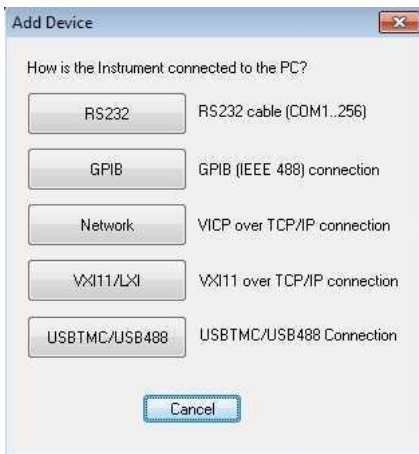 Add Device
How is the Instrument connected to the PC?
RS232 RS232 cable (COM1..256)
GPIB GPIB (IEEE 488) connection
Network VICP over TCP/IP connection
VXI11/LXI VXI11 over TCP/IP connection
USBTMC/USB488 USBTMC/USB488 Connection
Cancel